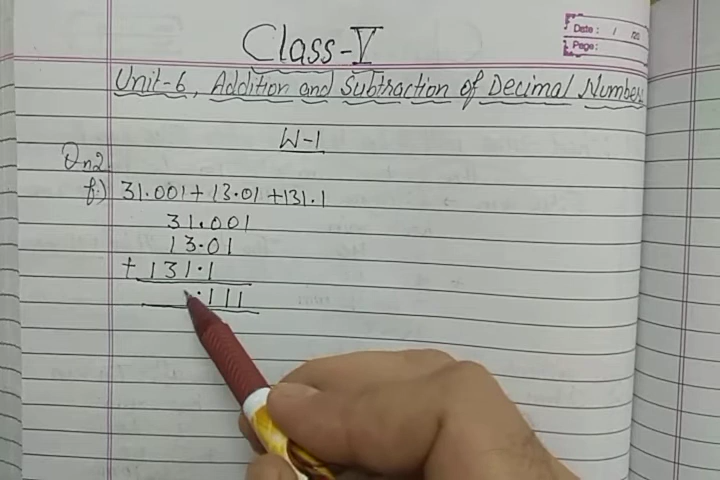 Date: / 20
Page:
Class-V
Unit-6, Addition and Subtraction of Decimal Numbers
W-1
Qn2.
f:) 31.001+13.01+131.1
31.001
13.01
+ 131.1
.111